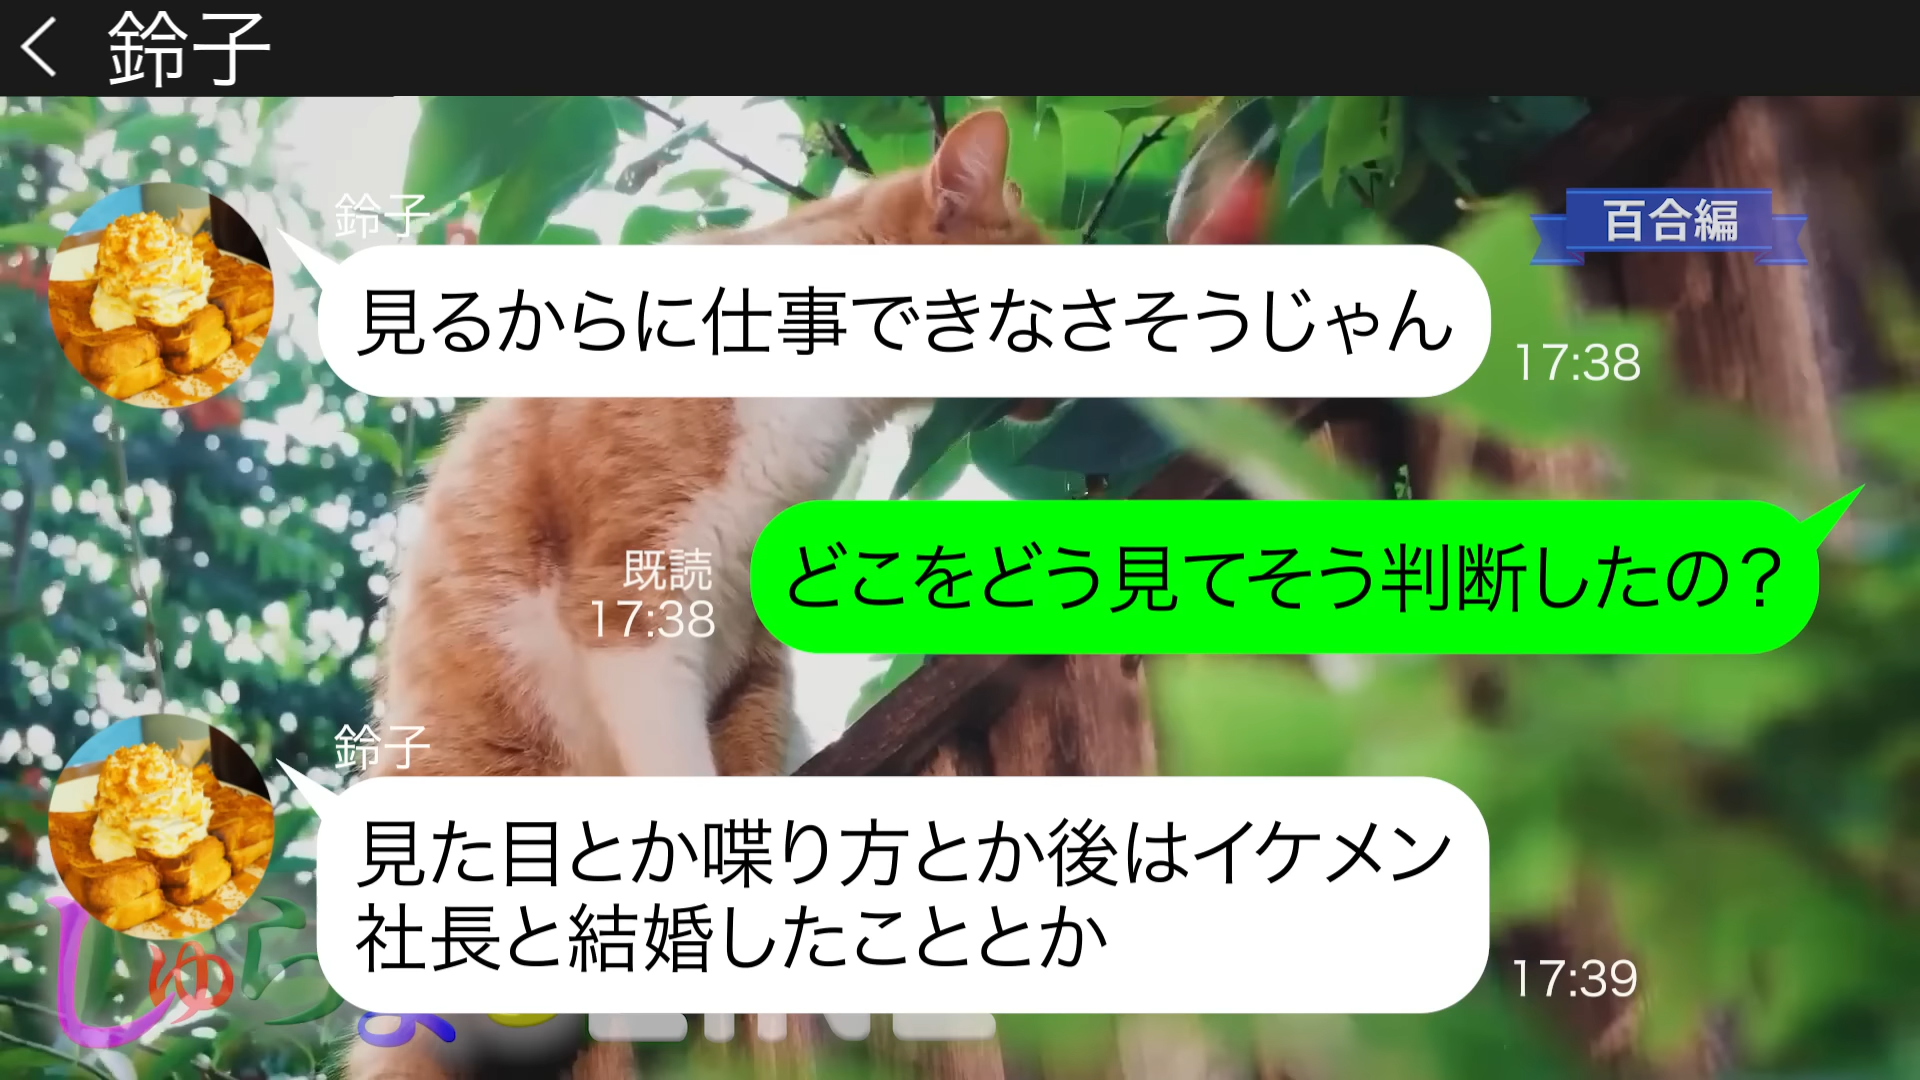 鈴子
鈴子
百合編
見るからに仕事できなさそうじゃん
17:38
どこをどう見てそう判断したの？
既読
17:38
鈴子
見た目とか喋り方とか後はイケメン
社長と結婚したこととか
17:39
しゅら